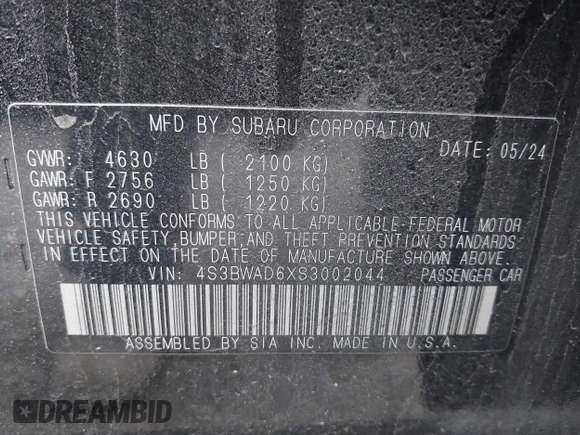 MFD BY SUBARU CORPORATION
DATE: 05/24
GVWR: 4630 LB ( 2100 KG)
GAWR: F 2756 LB ( 1250 KG)
GAWR: R 2690 LB ( 1220 KG)
THIS VEHICLE CONFORMS TO ALL APPLICABLE FEDERAL MOTOR
VEHICLE SAFETY, BUMPER, AND THEFT PREVENTION STANDARDS
IN EFFECT ON THE DATE OF MANUFACTURE SHOWN ABOVE.
VIN: 4S3BWAD6XS3002044 PASSENGER CAR
ASSEMBLED BY SIA INC. MADE IN U.S.A.
DREAMBID